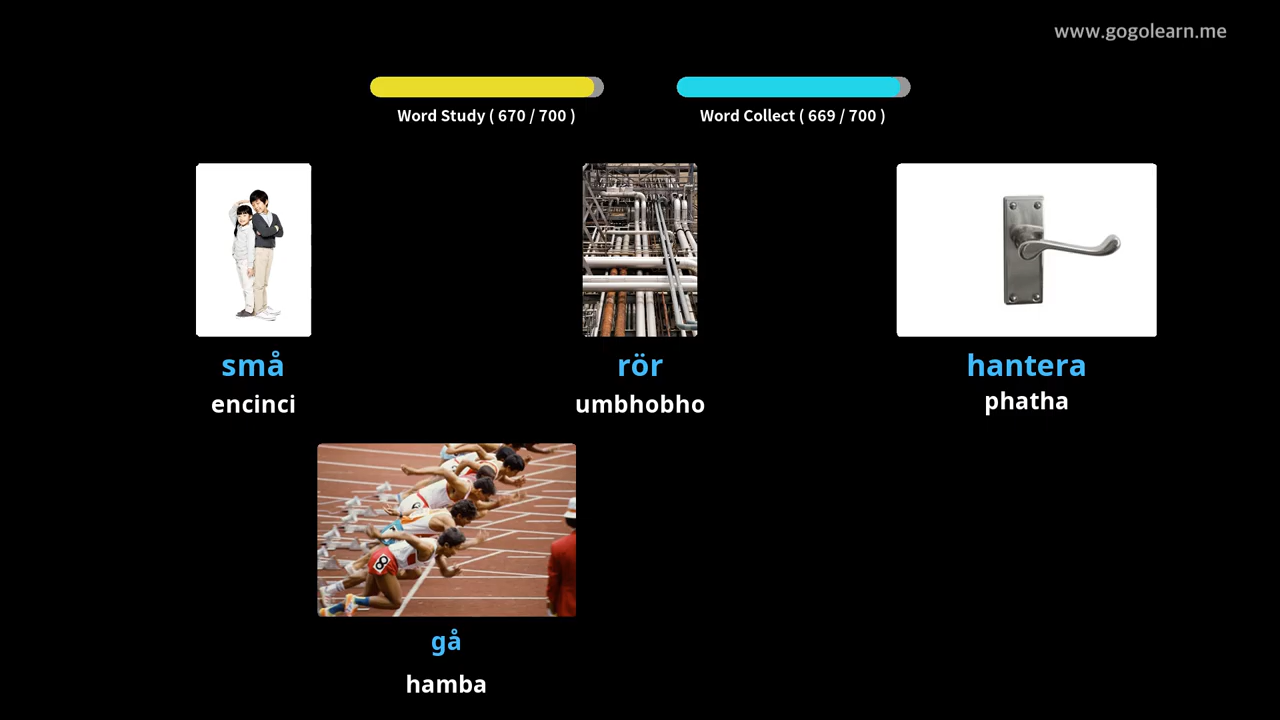 www.gogolearn.me
Word Study ( 670 / 700 )
Word Collect ( 669 / 700 )
små
rör
hantera
encinci
umbhobho
phatha
gå
hamba